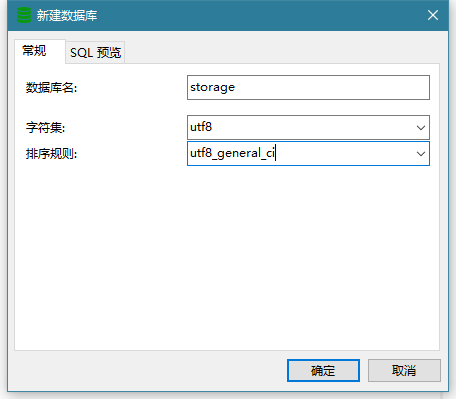 新建数据库
常规
SQL 预览
数据库名:
storage
字符集:
utf8
排序规则:
utf8_general_ci
确定
取消